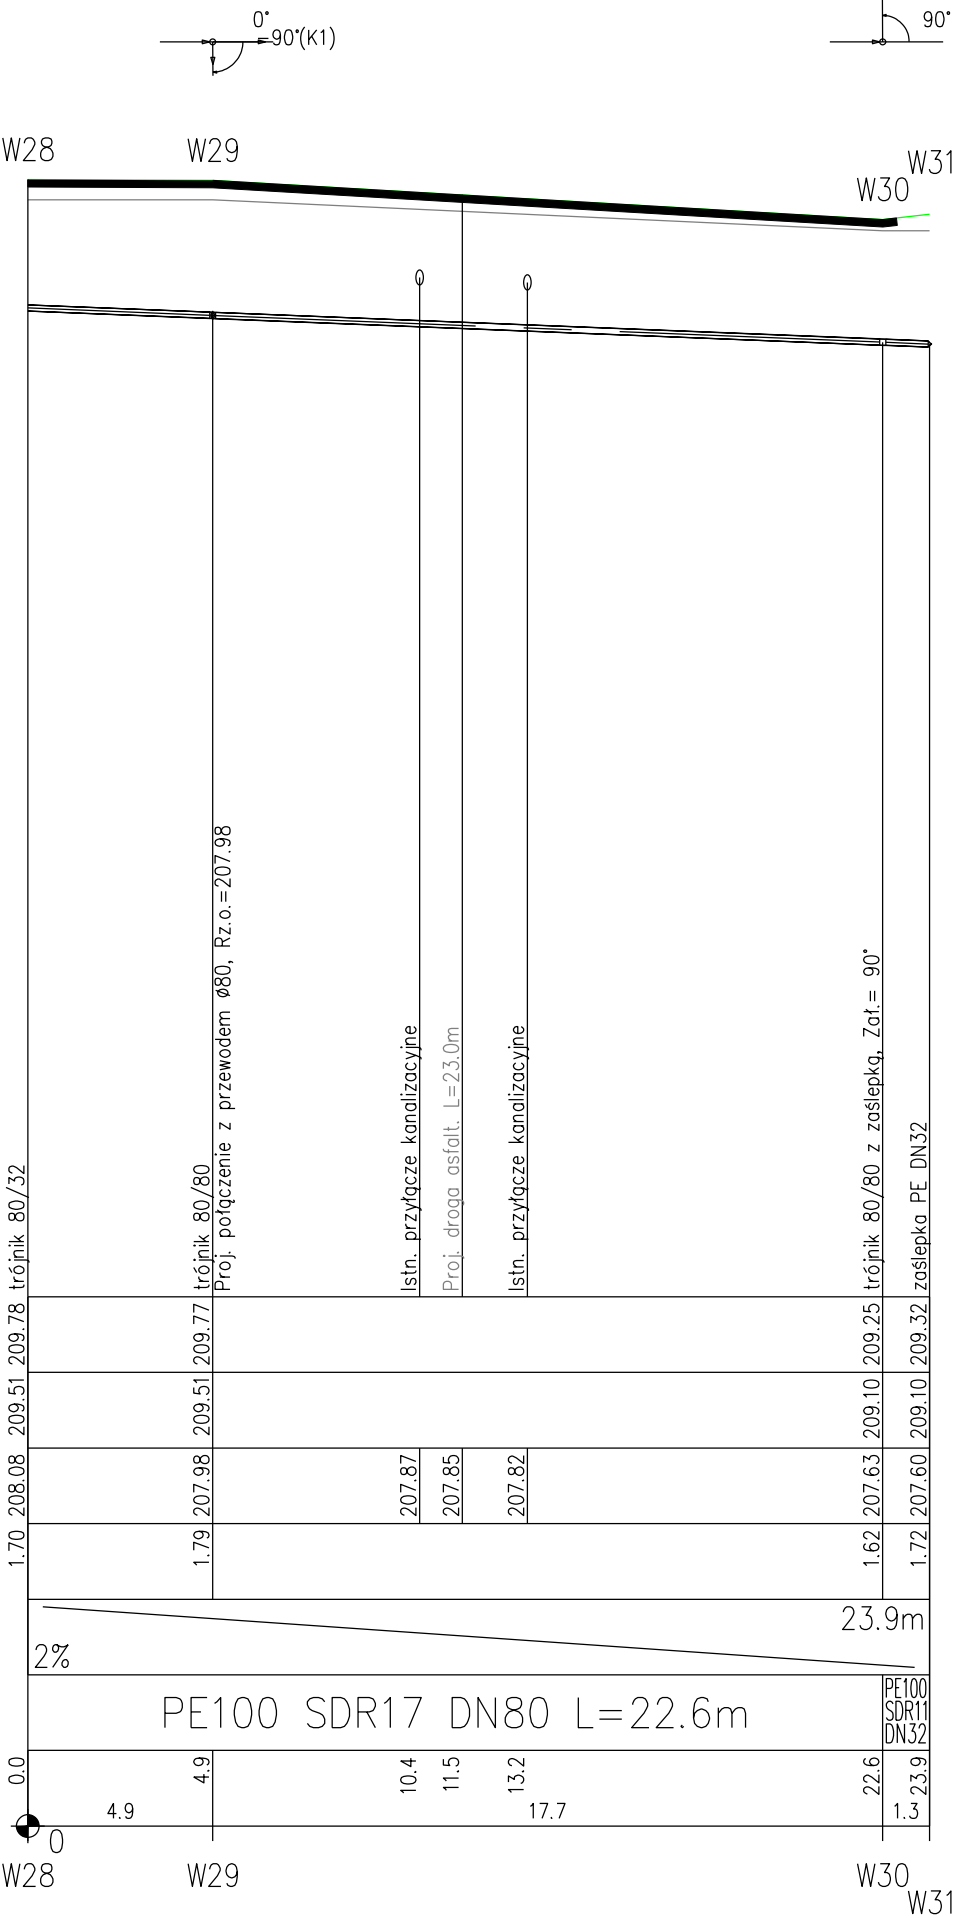 0°
-90°(K1)
90°
W28
W29
W30
W31
trójnik 80/32
trójnik 80/80
Proj. połączenie z przewodem ø80, Rz.o.=207.98
Istn. przyłącze kanalizacyjne
Proj. droga asfalt. L=23.0m
Istn. przyłącze kanalizacyjne
trójnik 80/80 z zaślepką, Zał.= 90°
zaślepka PE DN32
209.78
209.77
209.25
209.32
209.51
209.51
209.10
209.10
208.08
207.98
207.87
207.85
207.82
207.63
207.60
1.70
1.79
1.62
1.72
23.9m
2%
PE100 SDR17 DN80 L=22.6m
PE100
SDR11
DN32
0.0
4.9
10.4
11.5
13.2
22.6
23.9
4.9
17.7
1.3
0
W28
W29
W30
W31